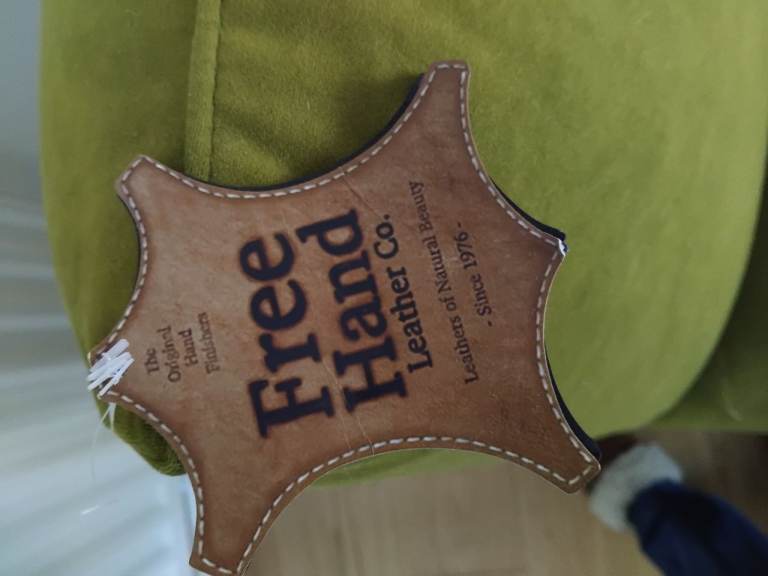 The
Original
Hand
Finishers
Free
Hand
Leather Co.
Leathers of Natural Beauty
- Since 1976 -